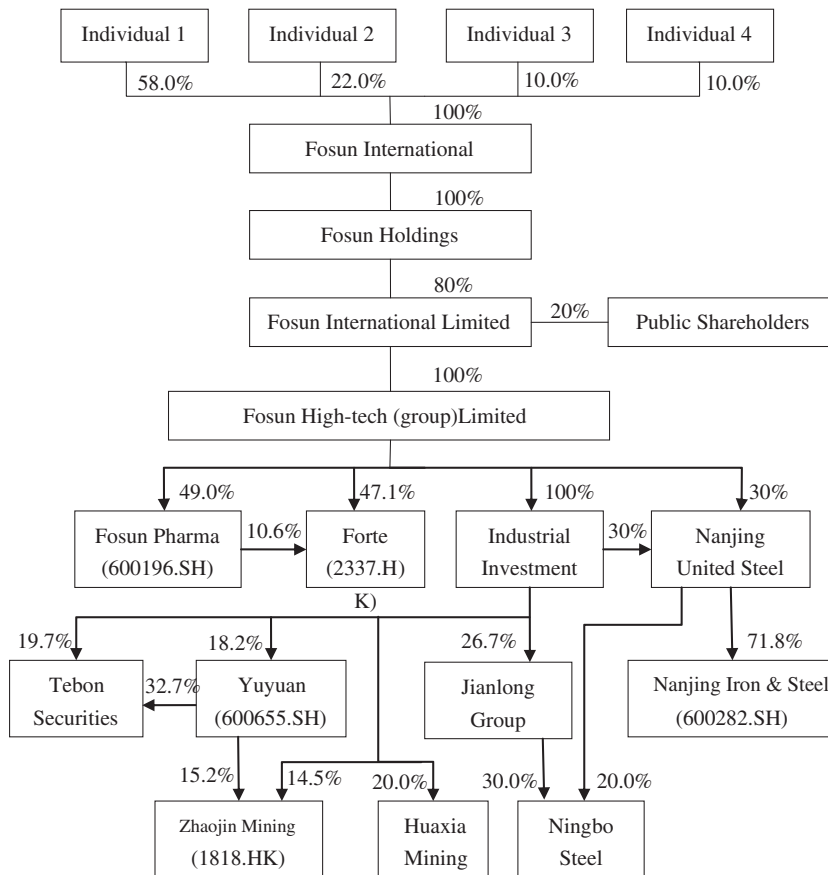 Individual 1
Individual 2
Individual 3
Individual 4
58.0%
22.0%
10.0%
10.0%
100%
Fosun International
100%
Fosun Holdings
80%
Fosun International Limited
20%
Public Shareholders
100%
Fosun High-tech (group)Limited
49.0%
47.1%
100%
30%
Fosun Pharma
(600196.SH)
10.6%
Forte
(2337.H)
K)
Industrial
Investment
30%
Nanjing
United Steel
19.7%
18.2%
26.7%
71.8%
Tebon
Securities
32.7%
Yuyuan
(600655.SH)
Jianlong
Group
Nanjing Iron & Steel
(600282.SH)
15.2%
14.5%
20.0%
30.0%
20.0%
Zhaojin Mining
(1818.HK)
Huaxia
Mining
Ningbo
Steel